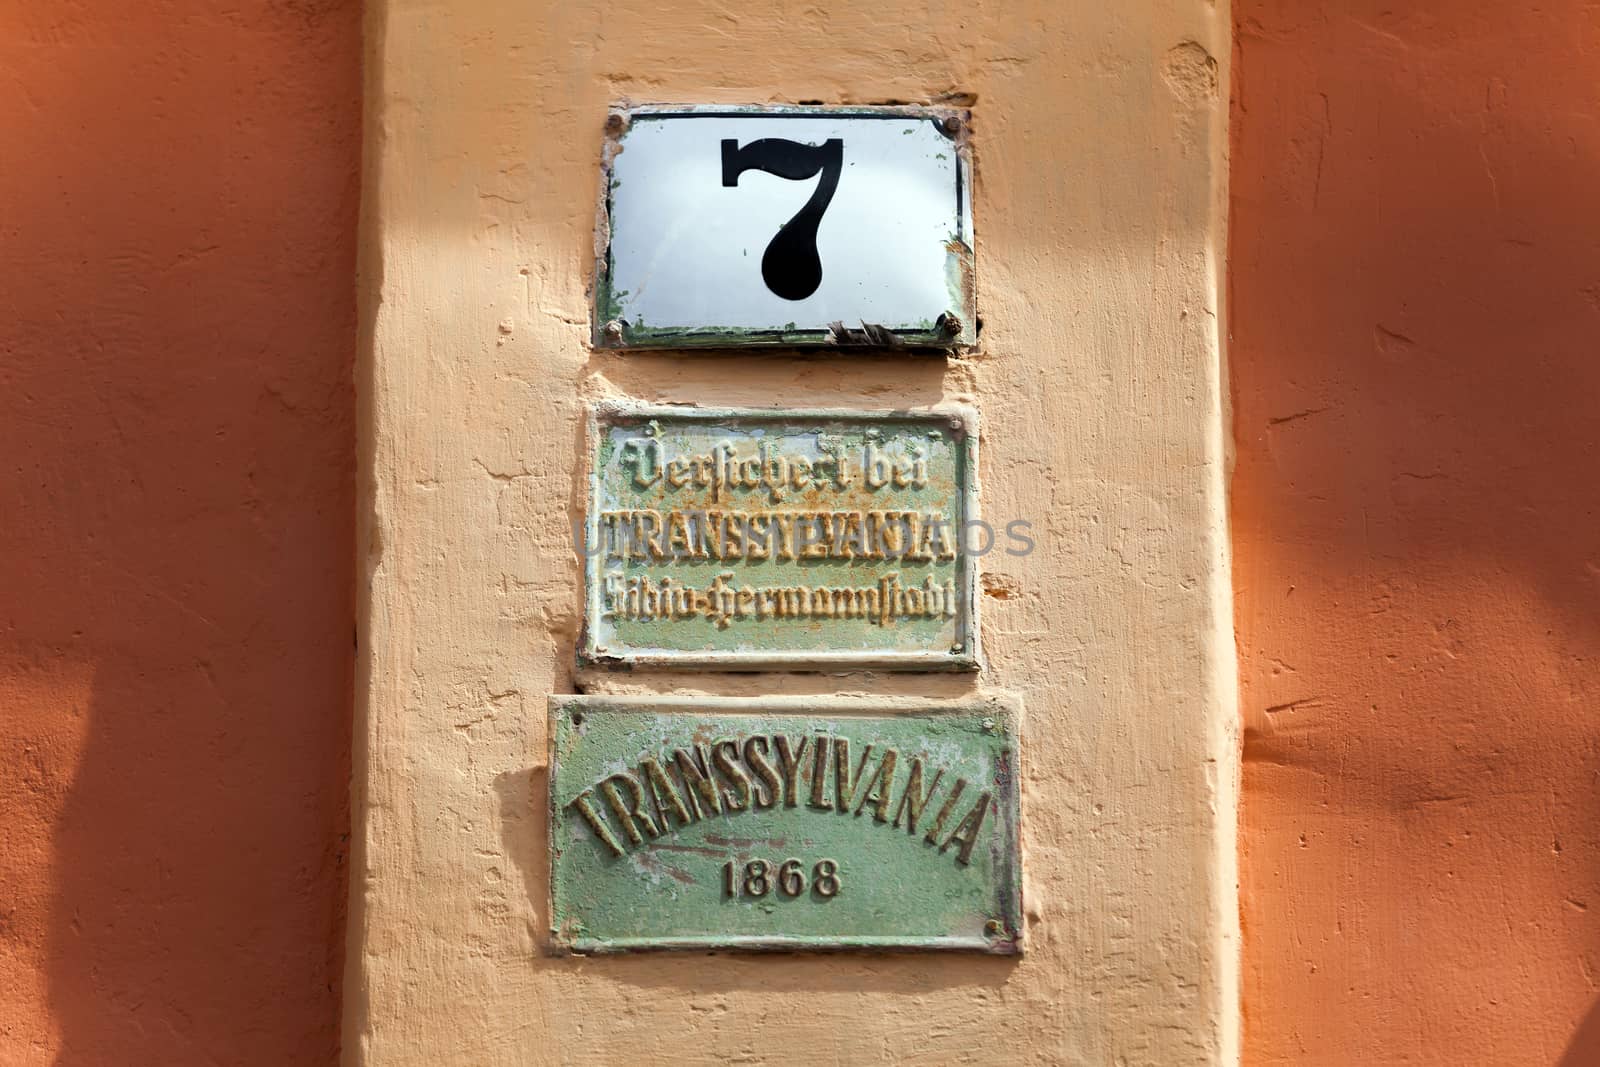 7
Versichert bei
TRANSSYLVANIA
Sibiu-Hermannstadt
TRANSSYLVANIA
1868